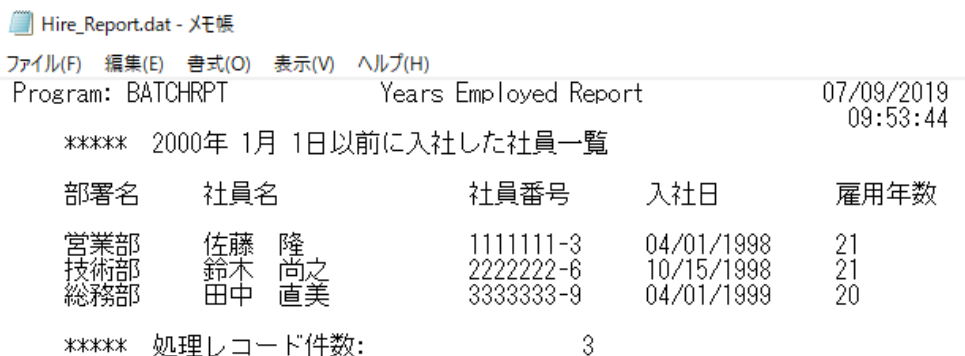 Hire_Report.dat - メモ帳
ファイル(F) 編集(E) 書式(O) 表示(V) ヘルプ(H)
Program: BATCHRPT Years Employed Report 07/09/2019
09:53:44
***** 2000年 1月 1日以前に入社した社員一覧
部署名 社員名 社員番号 入社日 雇用年数
営業部 佐藤 隆 1111111-3 04/01/1998 21
技術部 鈴木 尚之 2222222-6 10/15/1998 21
総務部 田中 直美 3333333-9 04/01/1999 20
***** 処理レコード件数: 3